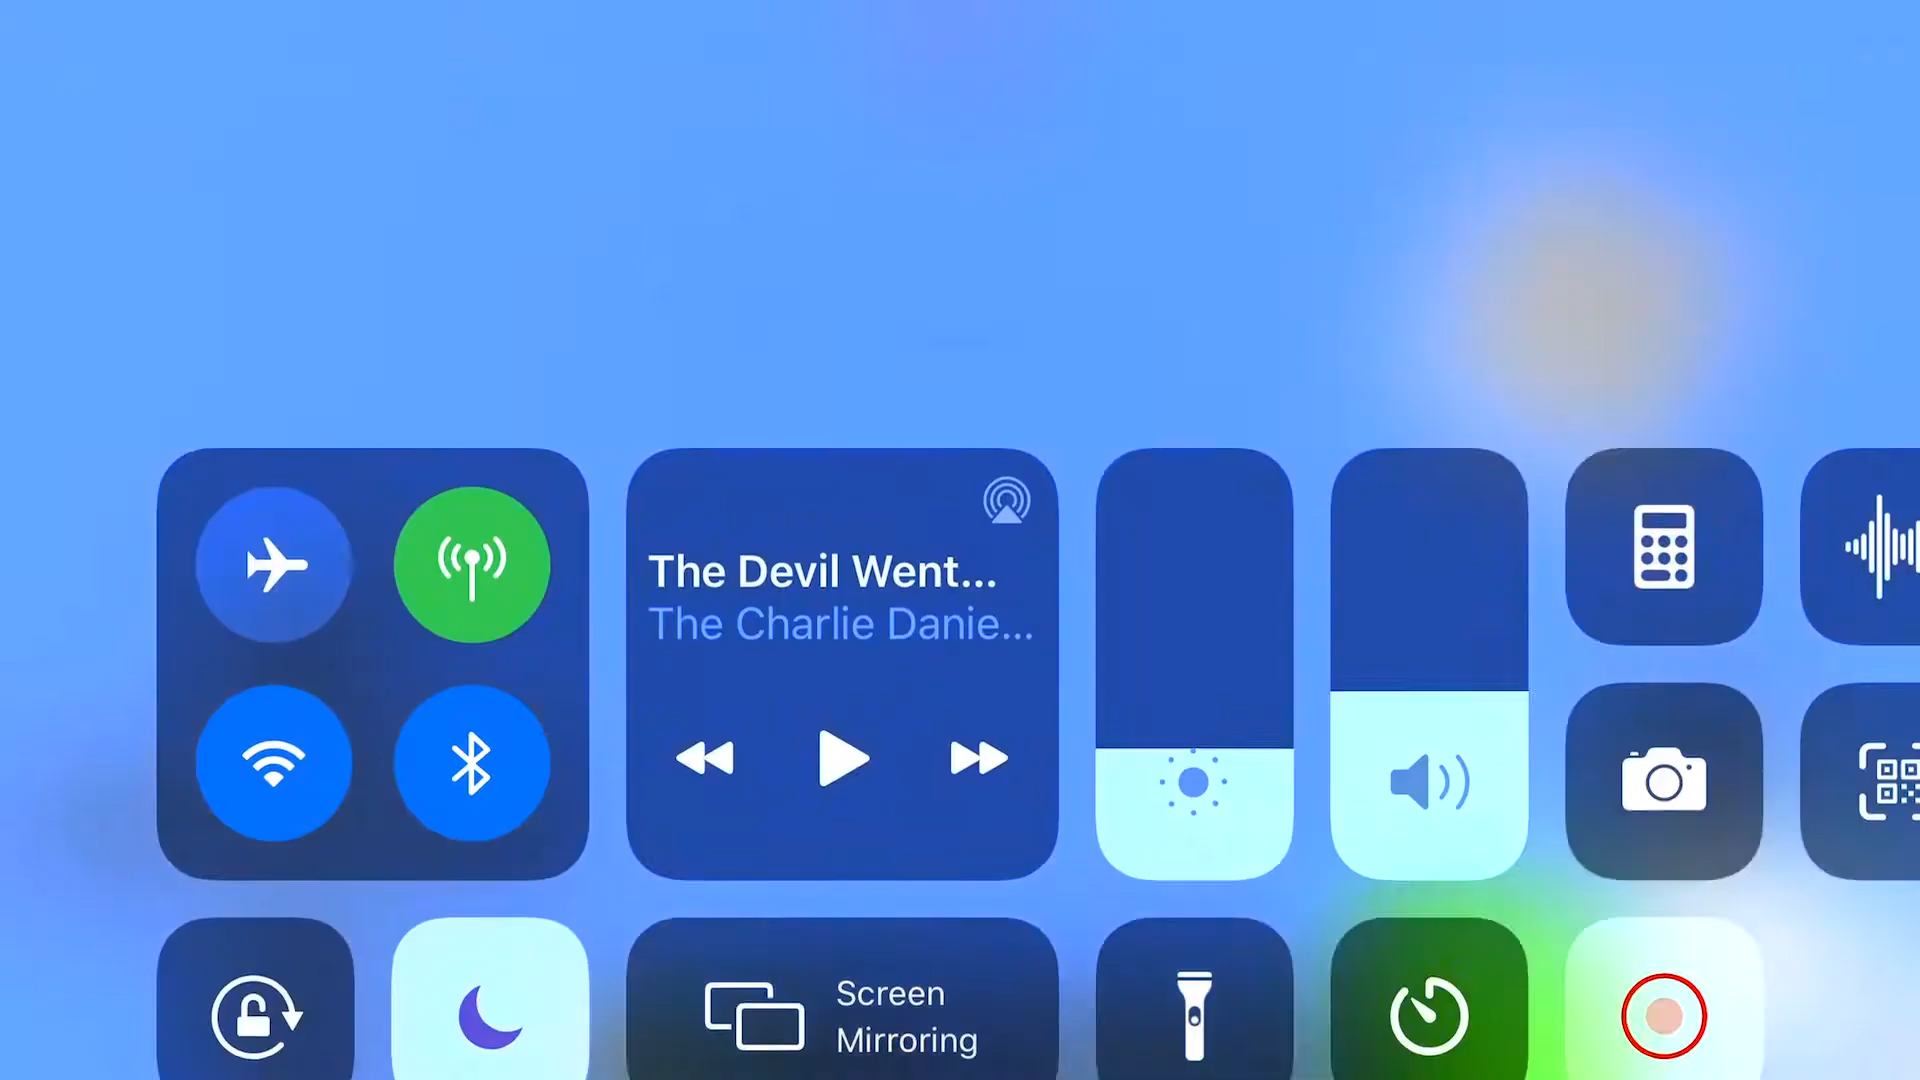 The Devil Went...
The Charlie Danie...
Screen
Mirroring